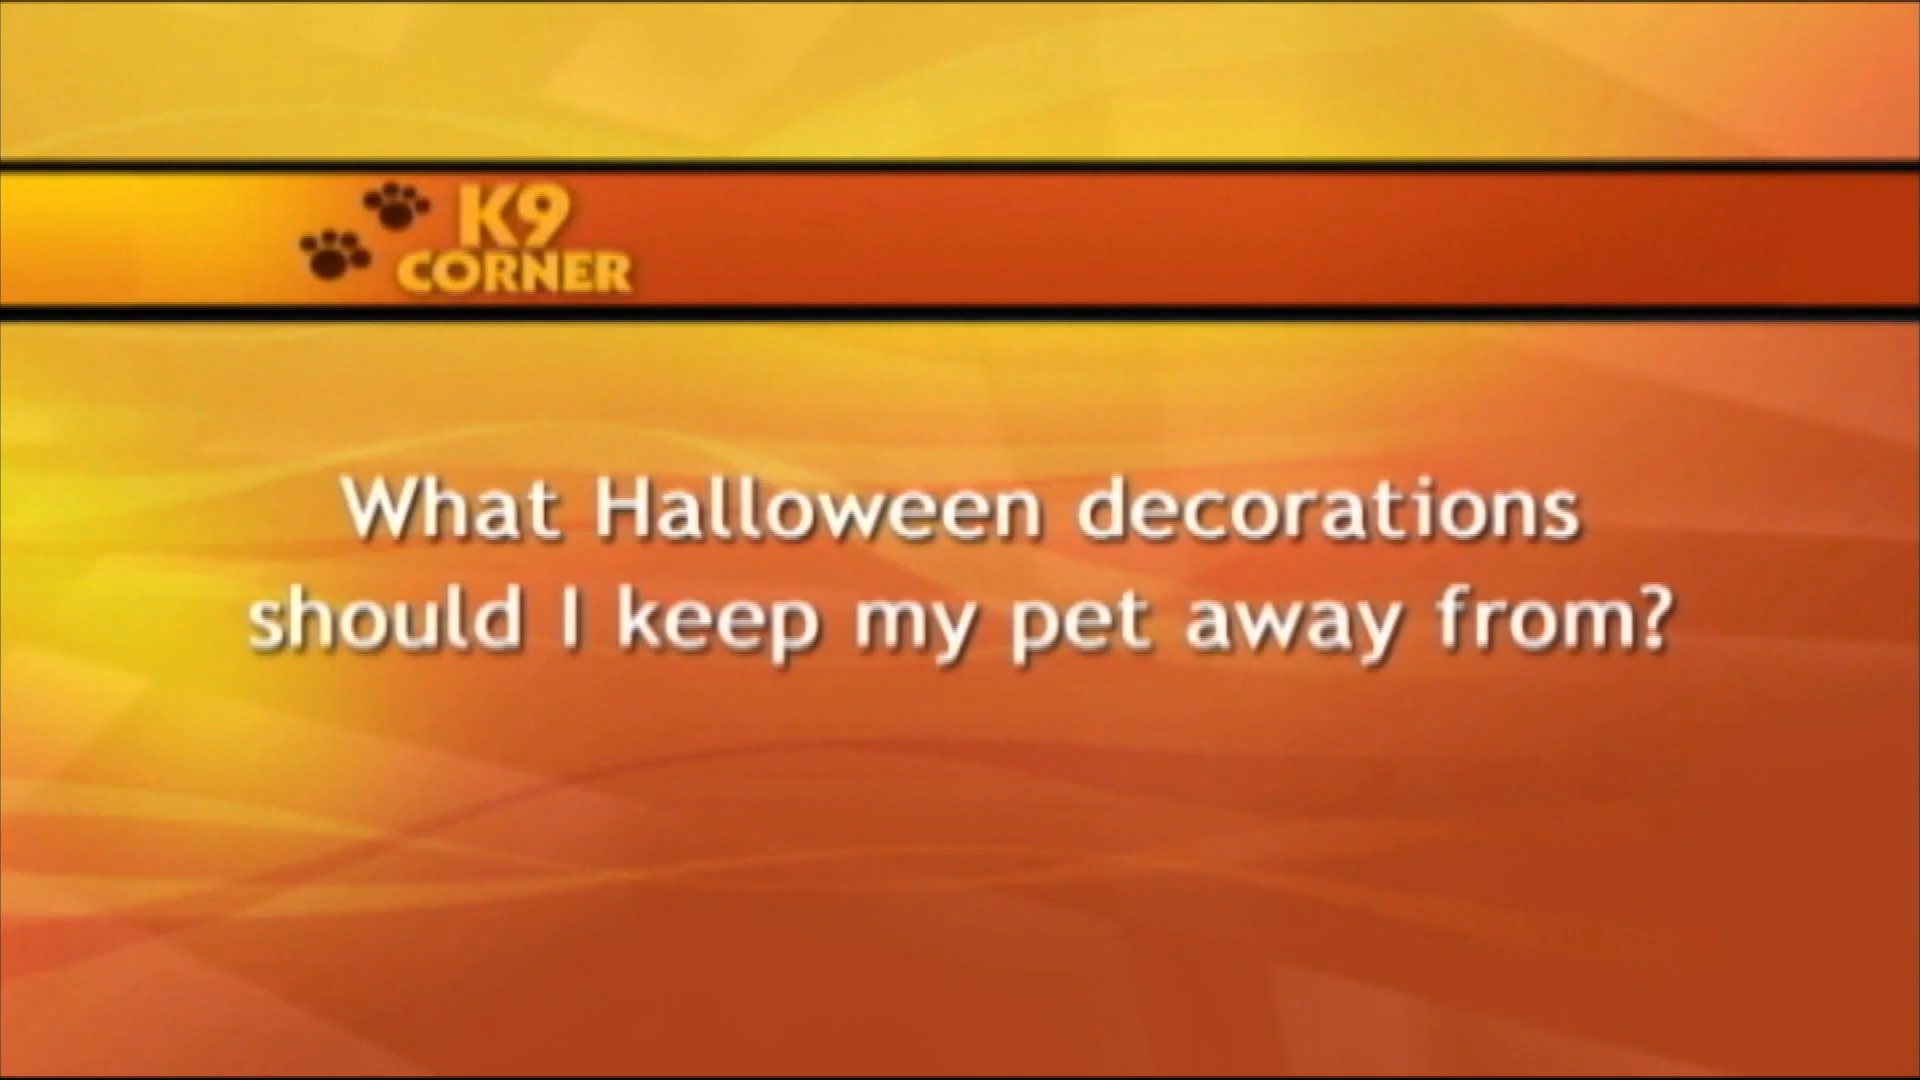 K9
CORNER
What Halloween decorations
should I keep my pet away from?